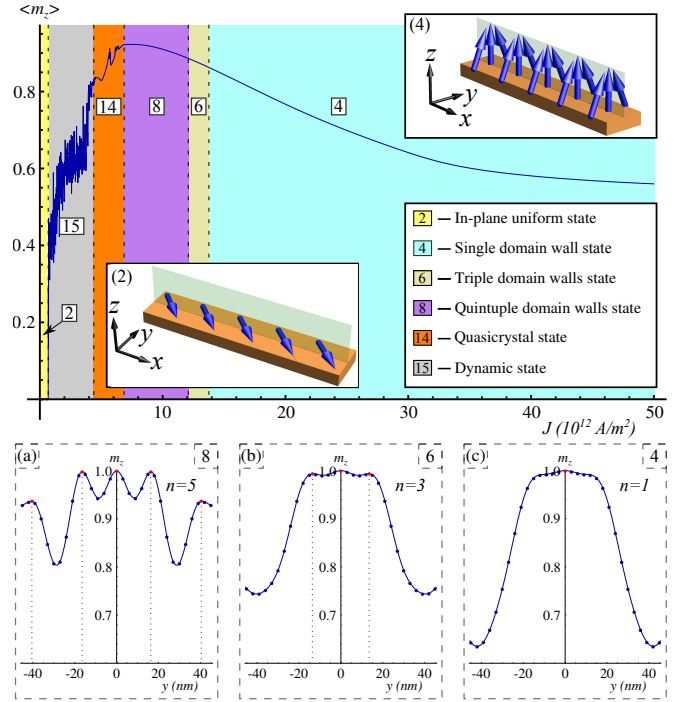 <m_z>
0.8
0.6
0.4
0.2
0
10
20
30
40
50
J (10^12 A/m^2)
14
8
6
4
15
2
(4)
z
y
x
(2)
z
y
x
2 — In-plane uniform state
4 — Single domain wall state
6 — Triple domain walls state
8 — Quintuple domain walls state
14 — Quasicrystal state
15 — Dynamic state
(a) m_z 8
1.0
n=5
0.9
0.8
0.7
-40 -20 0 20 40
y (nm)
(b) m_z 6
1.0
n=3
0.9
0.8
0.7
-40 -20 0 20 40
y (nm)
(c) m_z 4
1.0
n=1
0.9
0.8
0.7
-40 -20 0 20 40
y (nm)